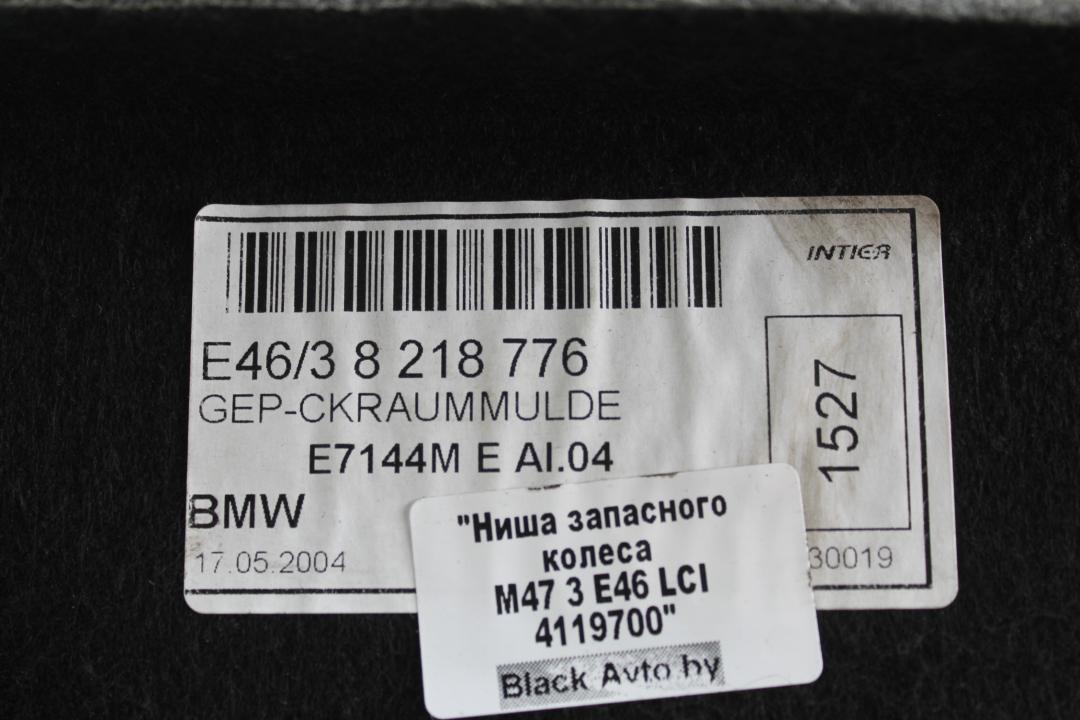 INTIER
E46/3 8 218 776
GEP-CKRAUMMULDE
E7144M E AI.04
BMW
17.05.2004
1527
30019
"Ниша запасного
колеса
M47 3 E46 LCI
4119700"
Black Avto by